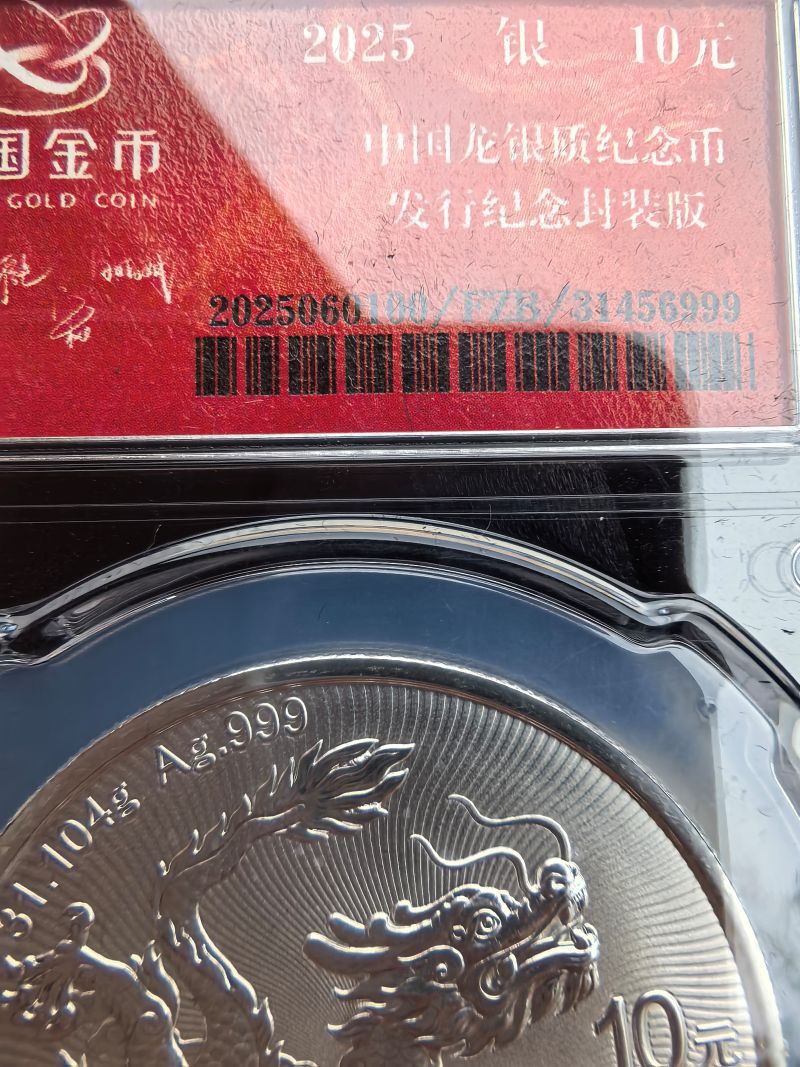 2025 银 10元
国金币
GOLD COIN
中国龙银质纪念币
发行纪念封装版
2025060100/FZB/31456999
31.104g Ag.999
10元